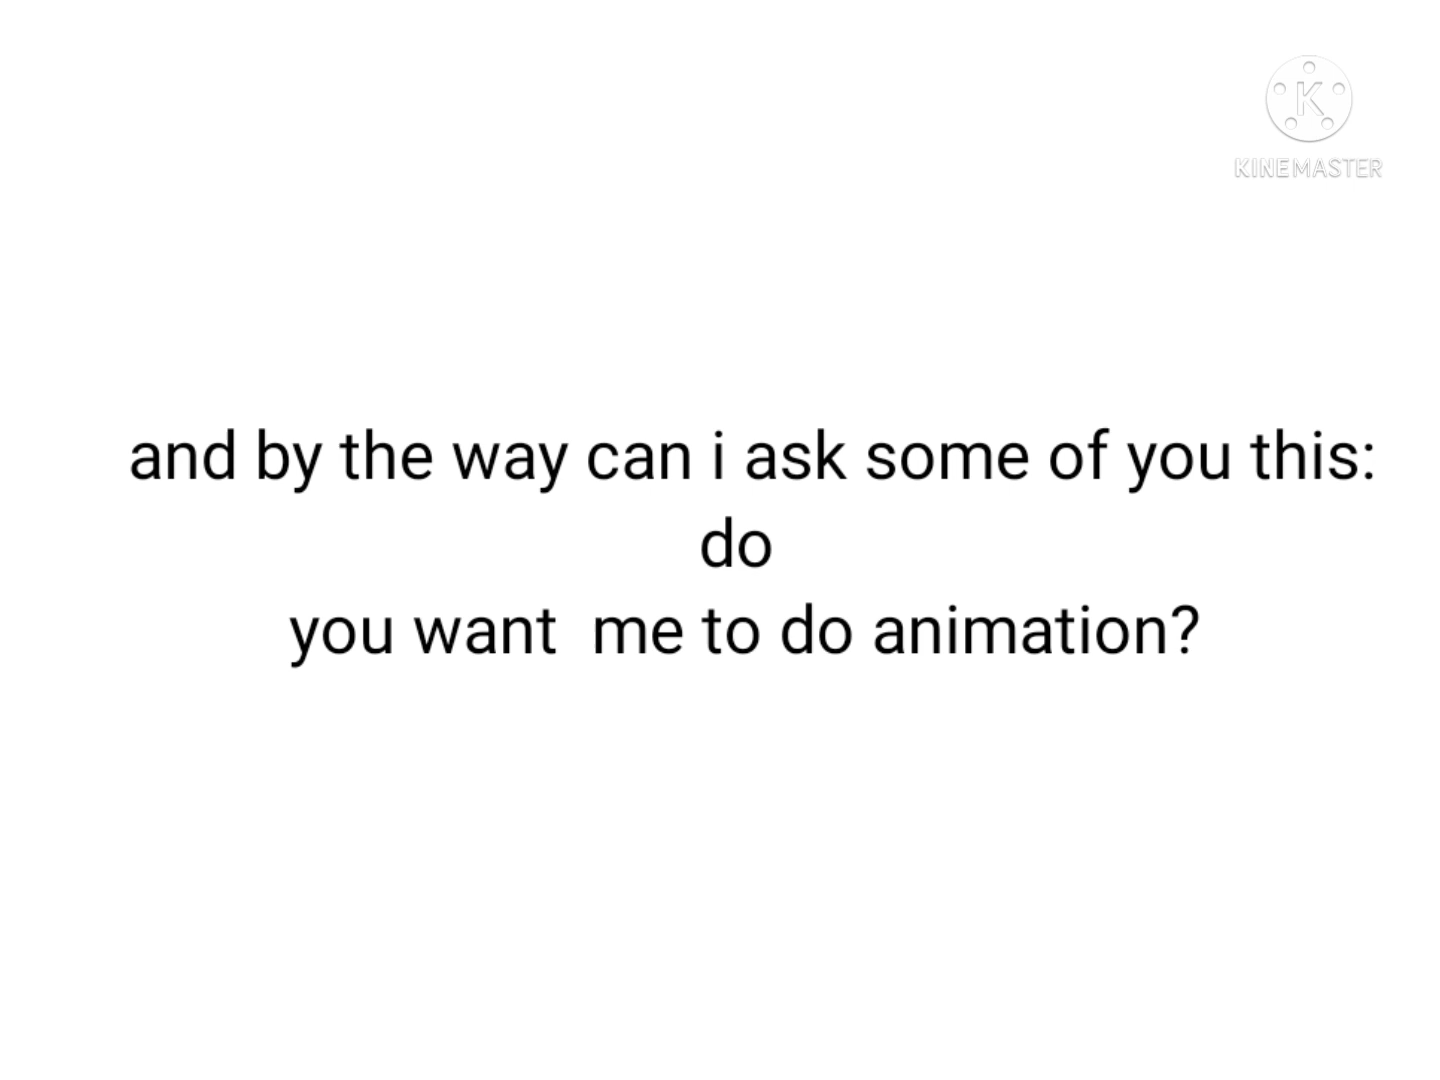 KINEMASTER
and by the way can i ask some of you this:
do
you want  me to do animation?